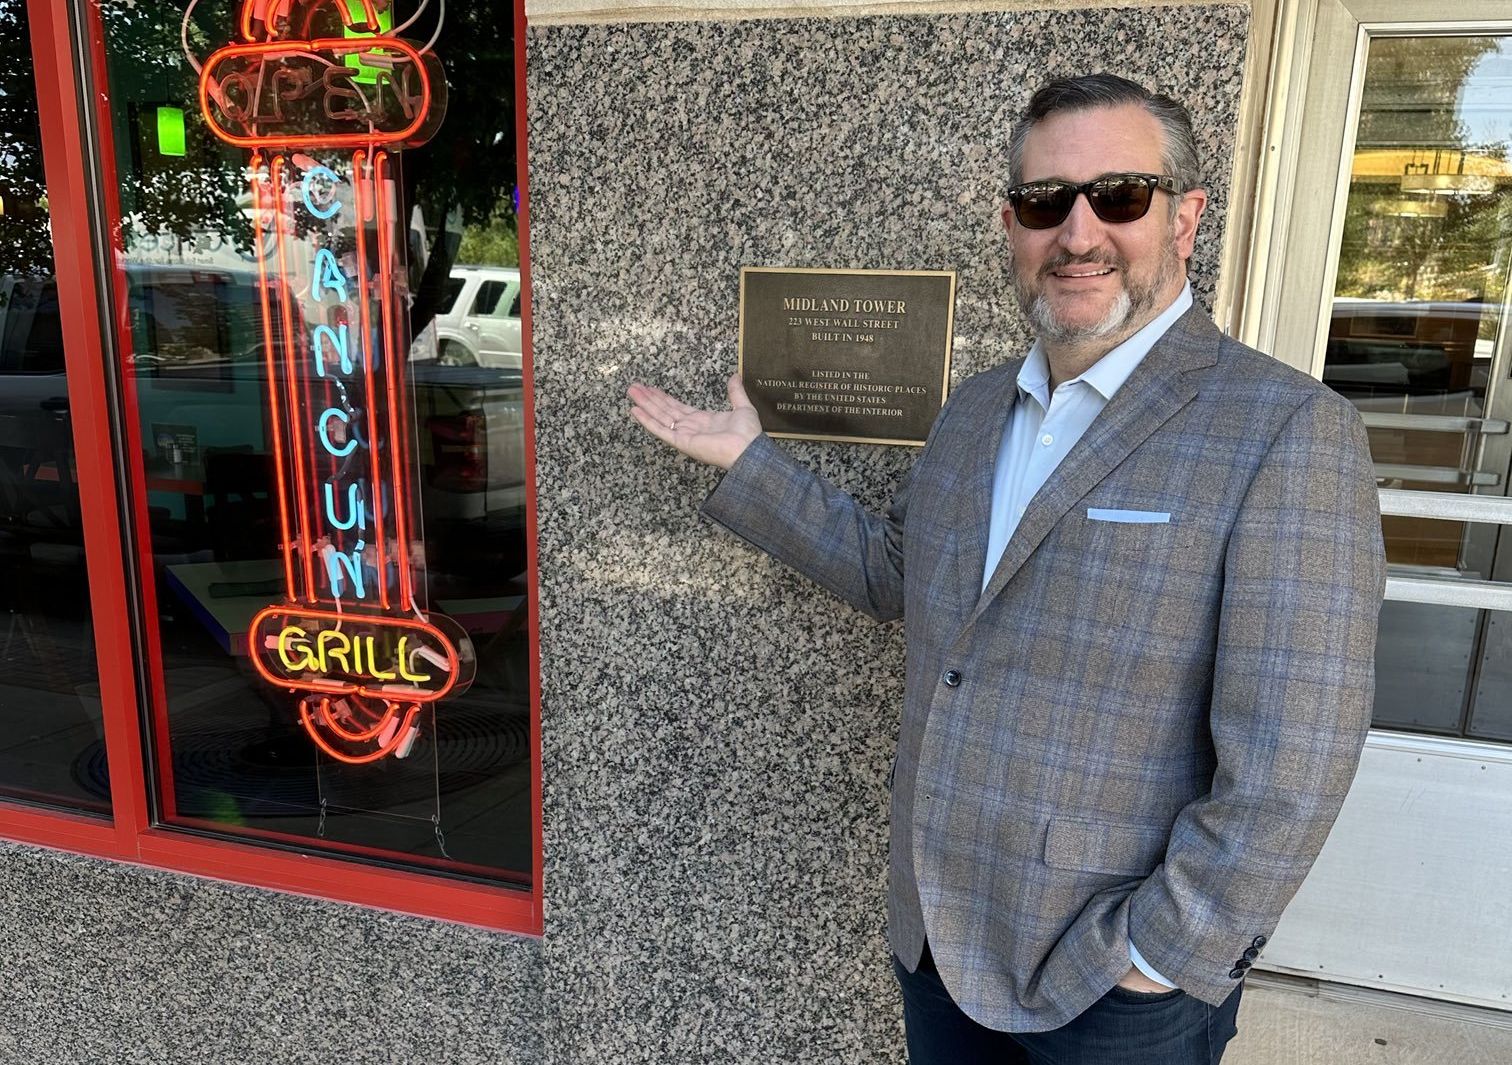 OPEN
CANCUN
GRILL
MIDLAND TOWER
223 WEST WALL STREET
BUILT IN 1948
LISTED IN THE
NATIONAL REGISTER OF HISTORIC PLACES
BY THE UNITED STATES
DEPARTMENT OF THE INTERIOR